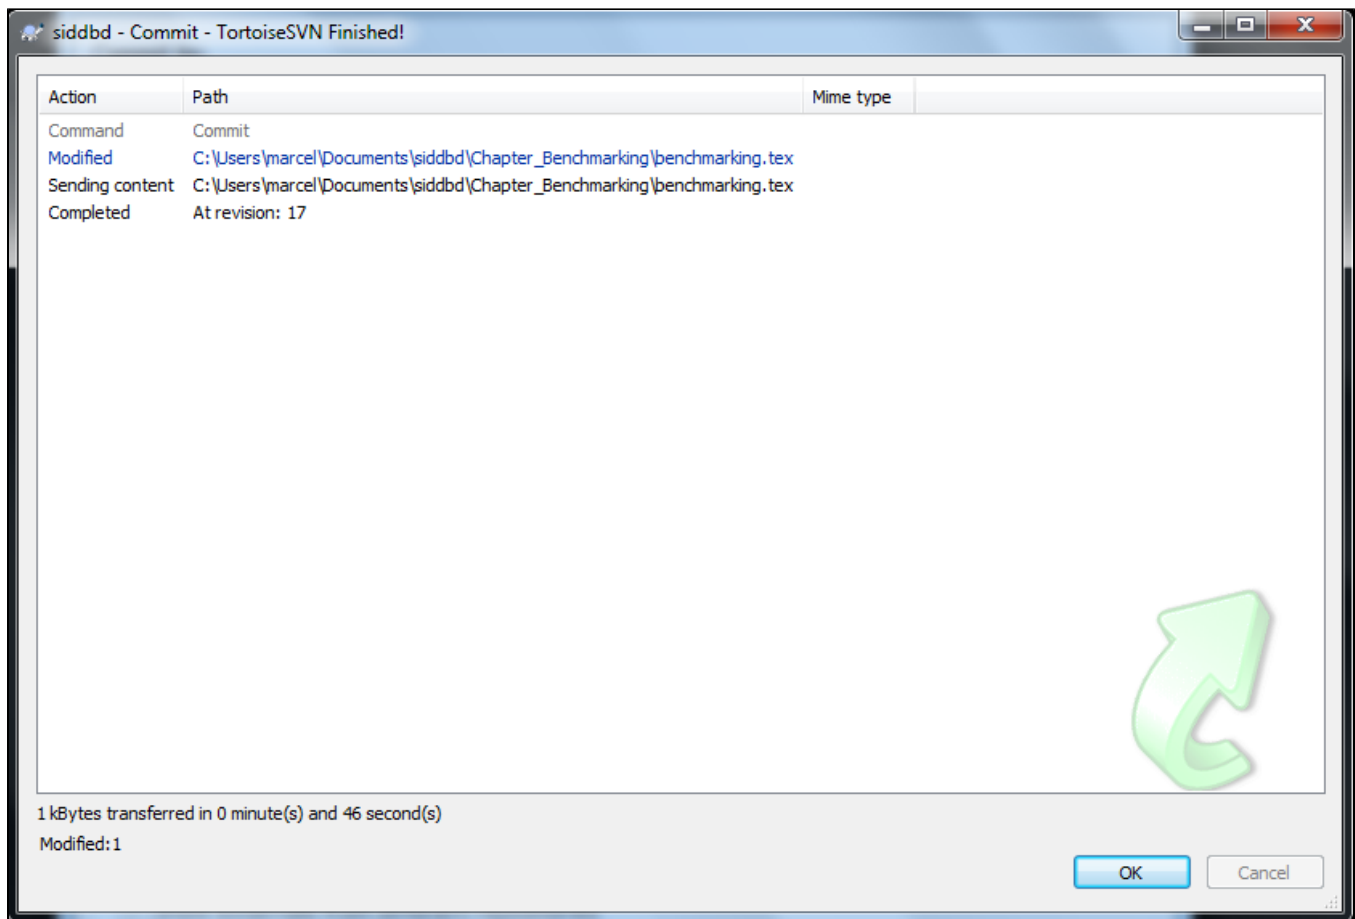 siddbd - Commit - TortoiseSVN Finished!
Action Path Mime type
Command Commit
Modified C:\Users\marcel\Documents\siddbd\Chapter_Benchmarking\benchmarking.tex
Sending content C:\Users\marcel\Documents\siddbd\Chapter_Benchmarking\benchmarking.tex
Completed At revision: 17
1 kBytes transferred in 0 minute(s) and 46 second(s)
Modified:1
OK Cancel